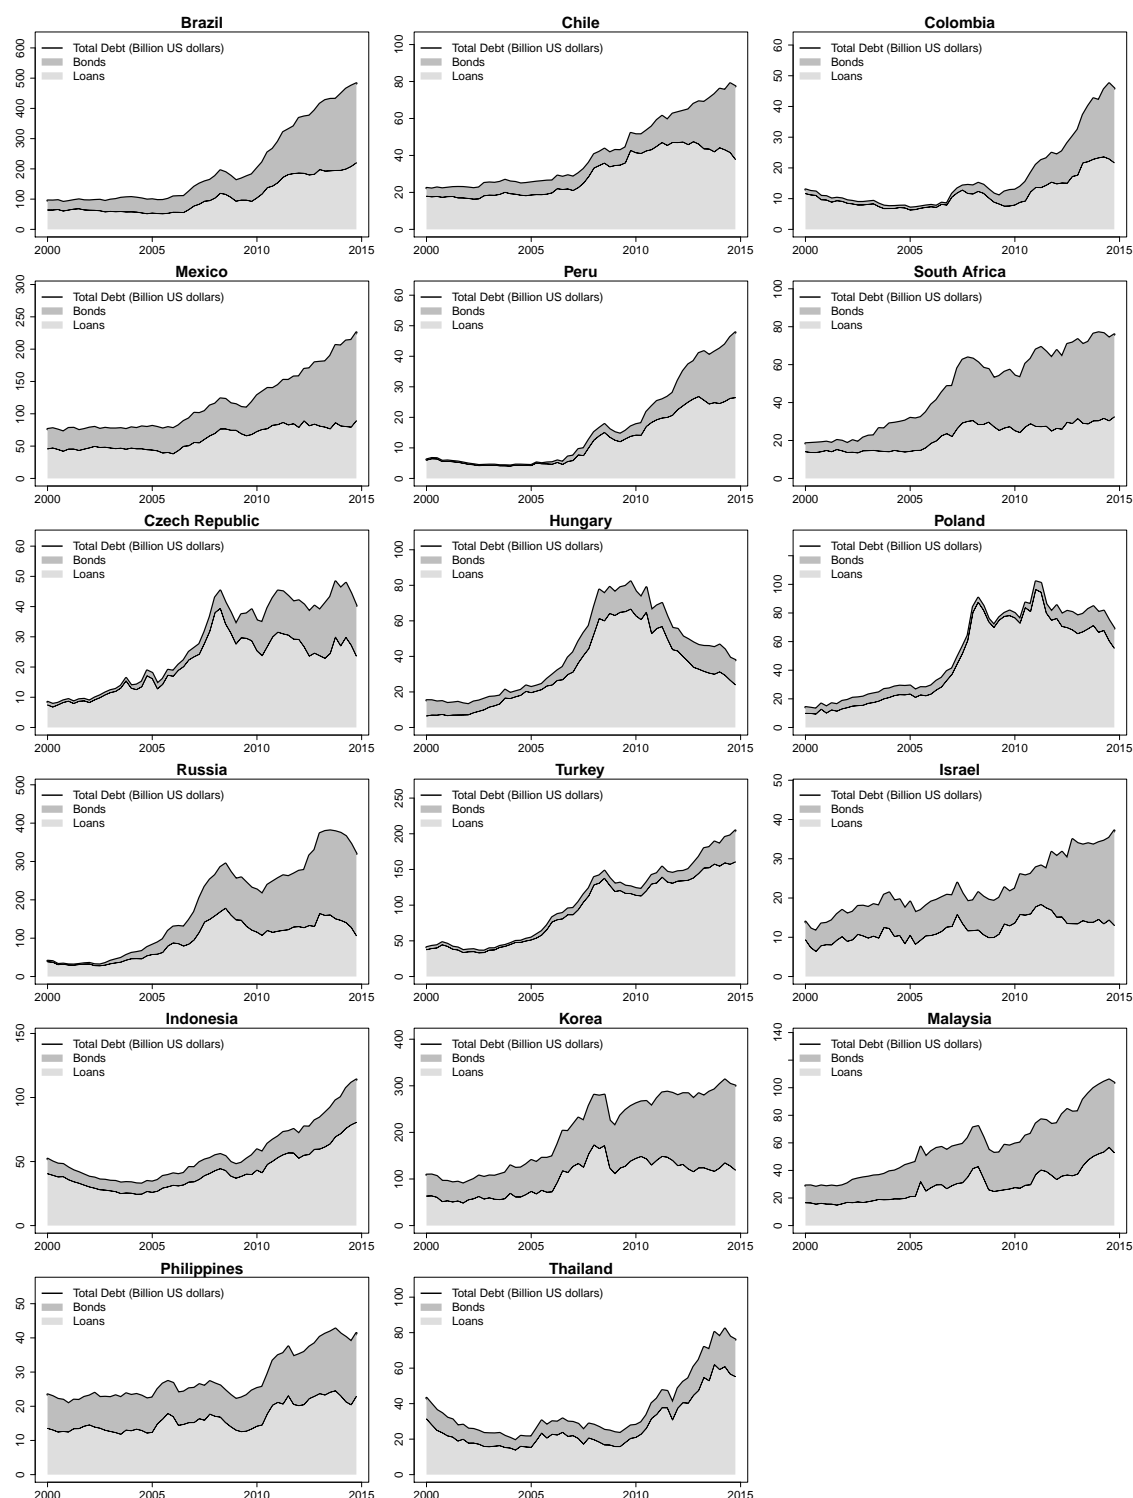 Brazil
Total Debt (Billion US dollars)
Bonds
Loans
0 100 200 300 400 500 600
2000 2005 2010 2015
Chile
Total Debt (Billion US dollars)
Bonds
Loans
0 20 40 60 80 100
2000 2005 2010 2015
Colombia
Total Debt (Billion US dollars)
Bonds
Loans
0 10 20 30 40 50 60
2000 2005 2010 2015
Mexico
Total Debt (Billion US dollars)
Bonds
Loans
0 50 100 150 200 250 300
2000 2005 2010 2015
Peru
Total Debt (Billion US dollars)
Bonds
Loans
0 10 20 30 40 50 60
2000 2005 2010 2015
South Africa
Total Debt (Billion US dollars)
Bonds
Loans
0 20 40 60 80 100
2000 2005 2010 2015
Czech Republic
Total Debt (Billion US dollars)
Bonds
Loans
0 10 20 30 40 50 60
2000 2005 2010 2015
Hungary
Total Debt (Billion US dollars)
Bonds
Loans
0 20 40 60 80 100
2000 2005 2010 2015
Poland
Total Debt (Billion US dollars)
Bonds
Loans
0 20 40 60 80 100
2000 2005 2010 2015
Russia
Total Debt (Billion US dollars)
Bonds
Loans
0 100 200 300 400 500
2000 2005 2010 2015
Turkey
Total Debt (Billion US dollars)
Bonds
Loans
0 50 100 150 200 250
2000 2005 2010 2015
Israel
Total Debt (Billion US dollars)
Bonds
Loans
0 10 20 30 40 50
2000 2005 2010 2015
Indonesia
Total Debt (Billion US dollars)
Bonds
Loans
0 50 100 150
2000 2005 2010 2015
Korea
Total Debt (Billion US dollars)
Bonds
Loans
0 100 200 300 400
2000 2005 2010 2015
Malaysia
Total Debt (Billion US dollars)
Bonds
Loans
0 20 40 60 80 100 140
2000 2005 2010 2015
Philippines
Total Debt (Billion US dollars)
Bonds
Loans
0 10 20 30 40 50
2000 2005 2010 2015
Thailand
Total Debt (Billion US dollars)
Bonds
Loans
0 20 40 60 80 100
2000 2005 2010 2015